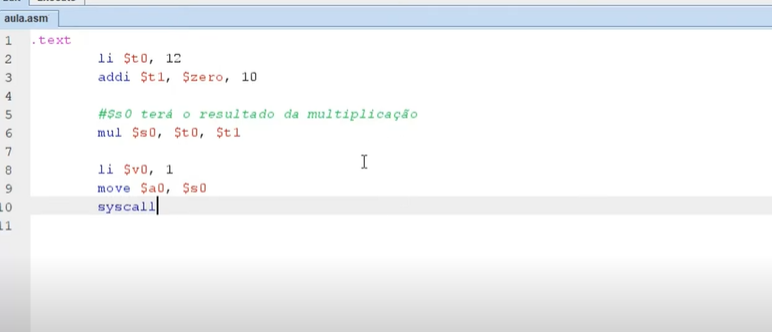 aula.asm
1 .text
2 li $t0, 12
3 addi $t1, $zero, 10
4
5 #$s0 terá o resultado da multiplicação
6 mul $s0, $t0, $t1
7
8 li $v0, 1
9 move $a0, $s0
10 syscall
11